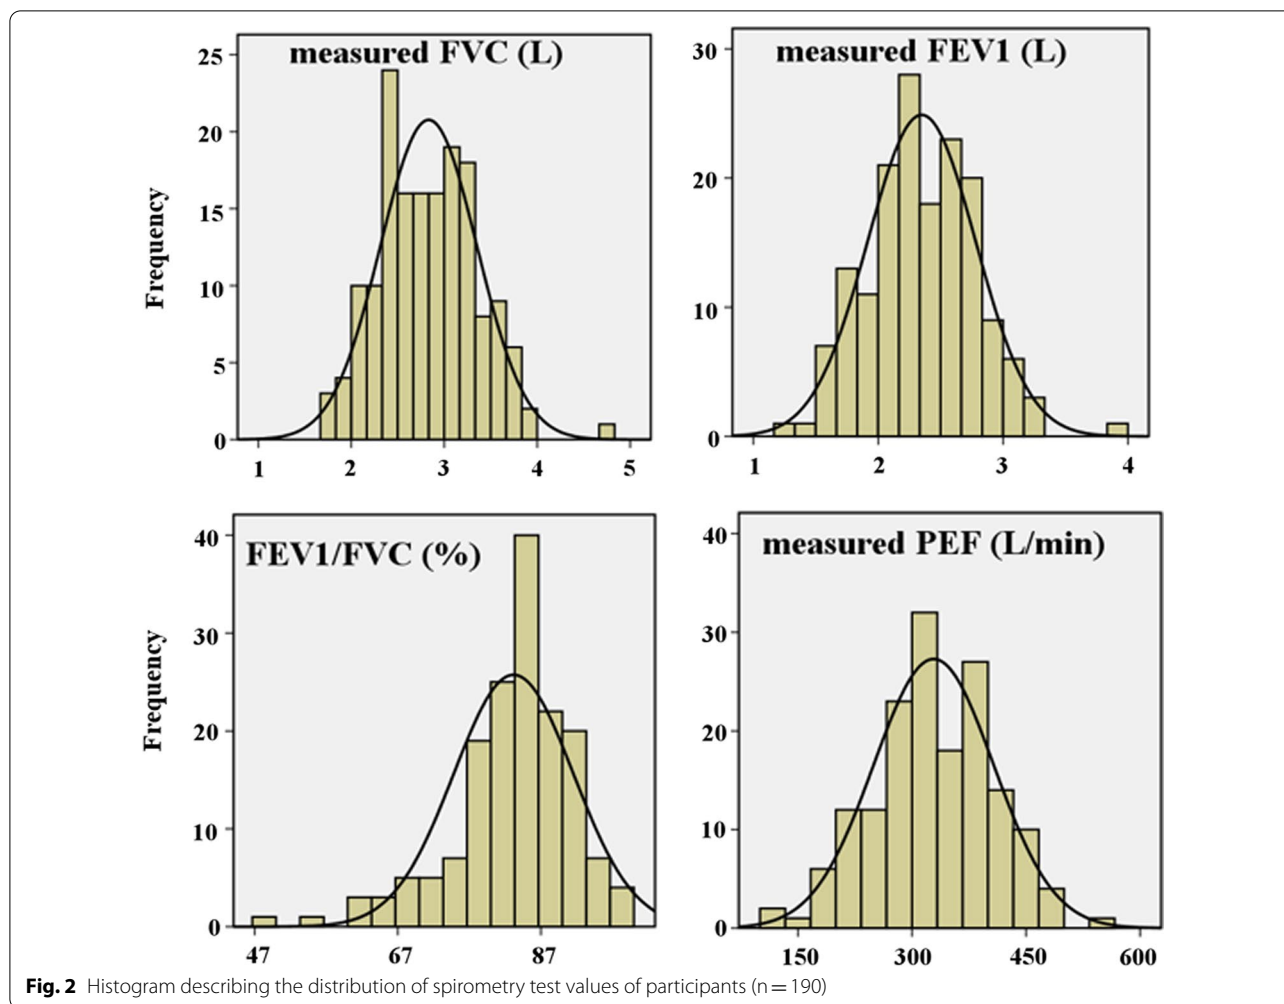 measured FVC (L)
25
20
15
10
5
0
1 2 3 4 5
Frequency
measured FEV1 (L)
30
20
10
0
1 2 3 4
FEV1/FVC (%)
40
30
20
10
0
47 67 87
Frequency
measured PEF (L/min)
40
30
20
10
0
150 300 450 600
Fig. 2 Histogram describing the distribution of spirometry test values of participants (n = 190)